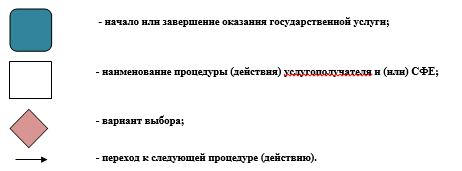 - начало или завершение оказания государственной услуги;
- наименование процедуры (действия) услугополучателя и (или) СФЕ;
- вариант выбора;
- переход к следующей процедуре (действию).